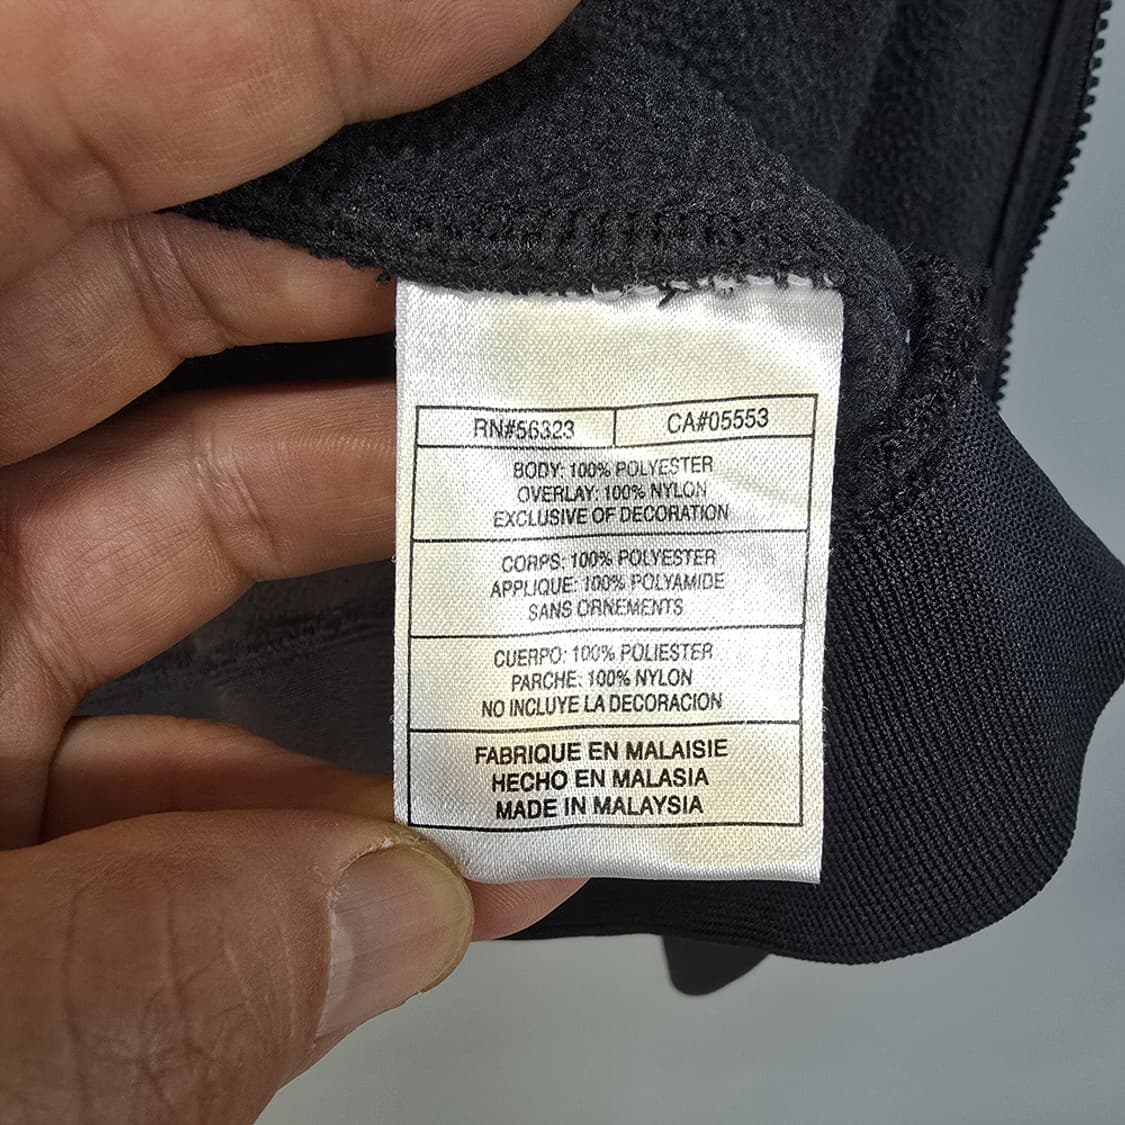 RN#56323 CA#05553
BODY: 100% POLYESTER
OVERLAY: 100% NYLON
EXCLUSIVE OF DECORATION
CORPS: 100% POLYESTER
APPLIQUE: 100% POLYAMIDE
SANS ORNEMENTS
CUERPO: 100% POLIESTER
PARCHE: 100% NYLON
NO INCLUYE LA DECORACION
FABRIQUE EN MALAISIE
HECHO EN MALASIA
MADE IN MALAYSIA